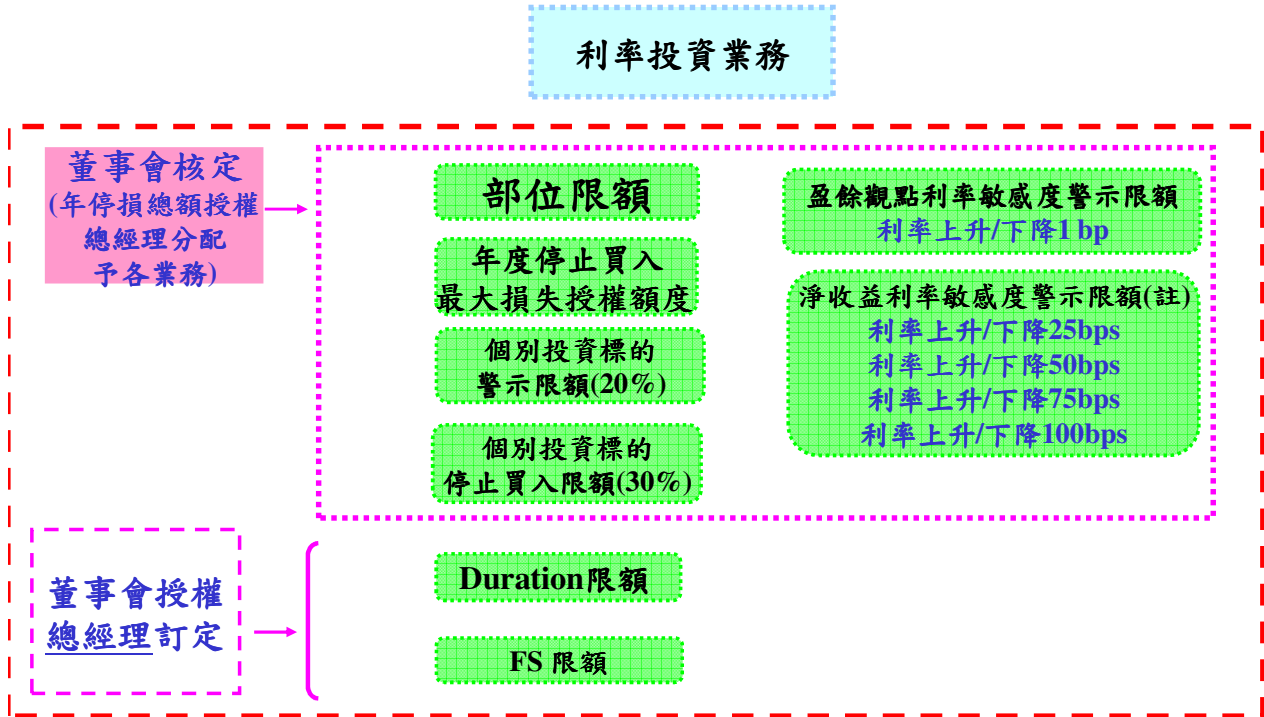 利率投資業務
董事會核定
(年停損總額授權
總經理分配
予各業務)
部位限額
年度停止買入
最大損失授權額度
個別投資標的
警示限額(20%)
個別投資標的
停止買入限額(30%)
盈餘觀點利率敏感度警示限額
利率上升/下降1 bp
淨收益利率敏感度警示限額(註)
利率上升/下降25bps
利率上升/下降50bps
利率上升/下降75bps
利率上升/下降100bps
董事會授權
總經理訂定
Duration限額
FS 限額